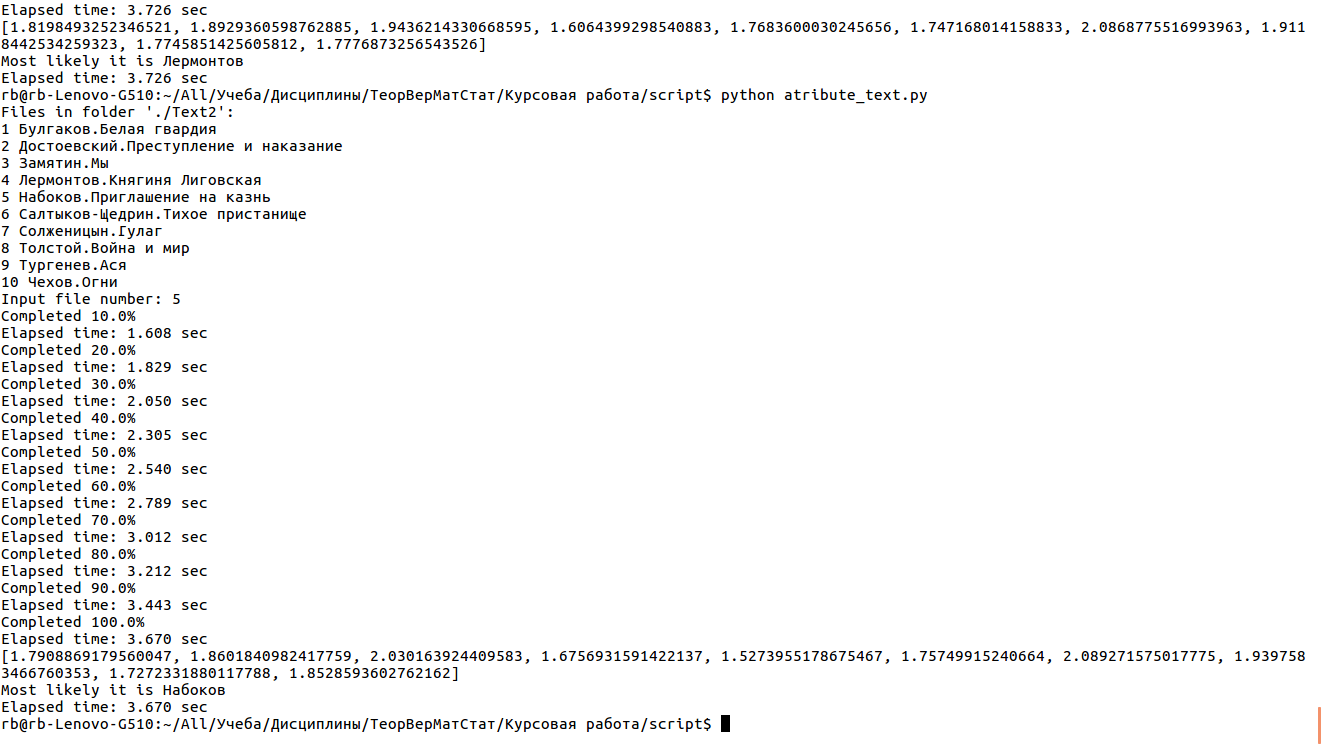 Elapsed time: 3.726 sec
[1.8198493252346521, 1.8929360598762885, 1.9436214330668595, 1.6064399298540883, 1.7683600030245656, 1.747168014158833, 2.0868775516993963, 1.911
8442534259323, 1.7745851425605812, 1.7776873256543526]
Most likely it is Лермонтов
Elapsed time: 3.726 sec
rb@rb-Lenovo-G510:~/All/Учеба/Дисциплины/ТеорВерМатСтат/Курсовая работа/script$ python atribute_text.py
Files in folder './Text2':
1 Булгаков.Белая гвардия
2 Достоевский.Преступление и наказание
3 Замятин.Мы
4 Лермонтов.Княгиня Лиговская
5 Набоков.Приглашение на казнь
6 Салтыков-Щедрин.Тихое пристанище
7 Солженицын.Гулаг
8 Толстой.Война и мир
9 Тургенев.Ася
10 Чехов.Огни
Input file number: 5
Completed 10.0%
Elapsed time: 1.608 sec
Completed 20.0%
Elapsed time: 1.829 sec
Completed 30.0%
Elapsed time: 2.050 sec
Completed 40.0%
Elapsed time: 2.305 sec
Completed 50.0%
Elapsed time: 2.540 sec
Completed 60.0%
Elapsed time: 2.789 sec
Completed 70.0%
Elapsed time: 3.012 sec
Completed 80.0%
Elapsed time: 3.212 sec
Completed 90.0%
Elapsed time: 3.443 sec
Completed 100.0%
Elapsed time: 3.670 sec
[1.7908869179560047, 1.8601840982417759, 2.030163924409583, 1.6756931591422137, 1.5273955178675467, 1.75749915240664, 2.089271575017775, 1.939758
3466760353, 1.7272331880117788, 1.8528593602762162]
Most likely it is Набоков
Elapsed time: 3.670 sec
rb@rb-Lenovo-G510:~/All/Учеба/Дисциплины/ТеорВерМатСтат/Курсовая работа/script$